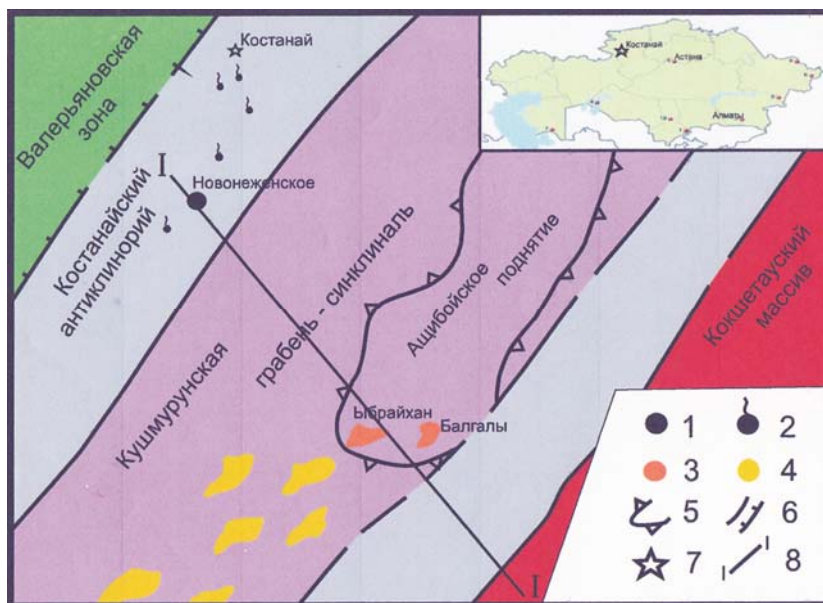 Валерьяновская
зона
Костанай
I
Новонеженское
Костанайский
антиклинорий
Кушмурунская
грабень - синклиналь
Ащибойское
поднятие
Ыбрайхан
Балгалы
I
Кокшетауский
массив
Костанай
Астана
Алматы
1
2
3
4
5
6
7
I I 8